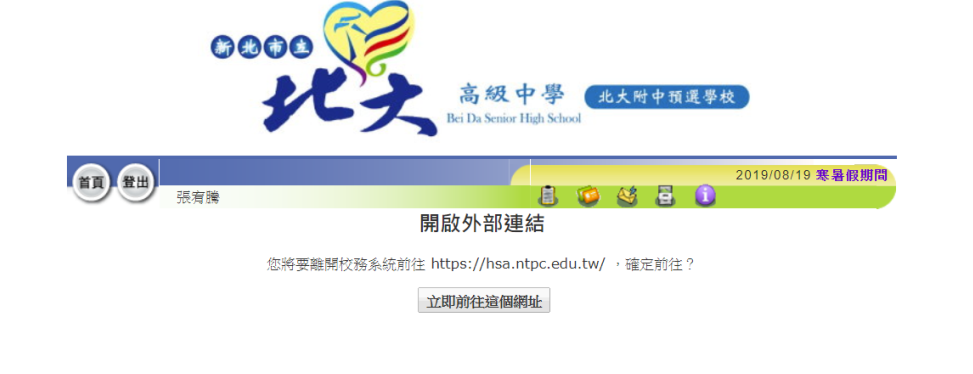 新北市立
北大
高級中學
北大附中預選學校
Bei Da Senior High School
首頁
登出
2019/08/19 寒暑假期間
張宥騰
開啟外部連結
您將要離開校務系統前往 https://hsa.ntpc.edu.tw/ ，確定前往？
立即前往這個網址